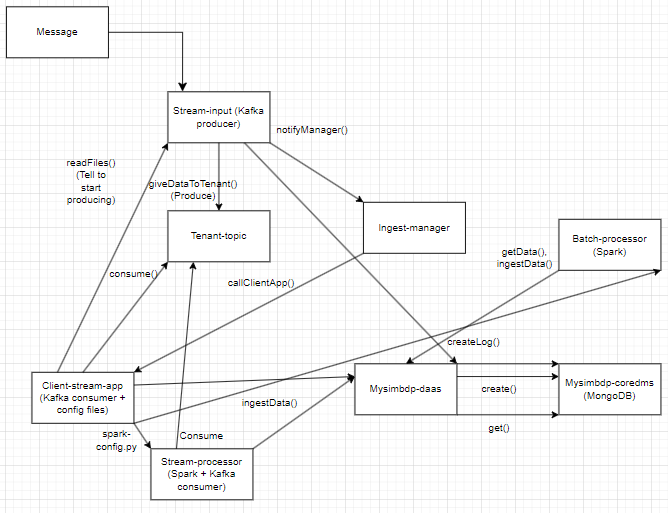 Message
Stream-input (Kafka
producer)
notifyManager()
readFiles()
(Tell to
start
producing)
giveDataToTenant()
(Produce)
Tenant-topic
Ingest-manager
Batch-processor
(Spark)
getData(),
ingestData()
consume()
callClientApp()
createLog()
Client-stream-app
(Kafka consumer +
config files)
Mysimbdp-daas
create()
Mysimbdp-coredms
(MongoDB)
ingestData()
get()
spark-
config.py
Consume
Stream-processor
(Spark + Kafka
consumer)